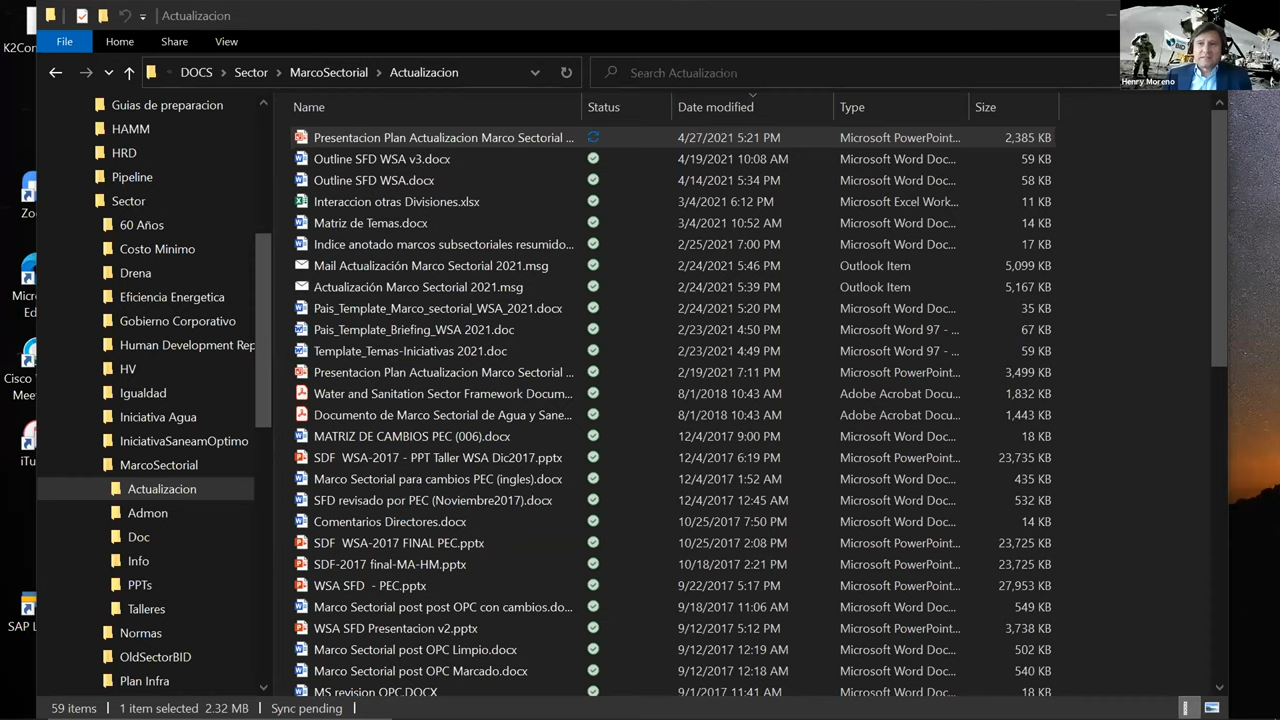 K2Con
Actualizacion
File Home Share View
DOCS Sector MarcoSectorial Actualizacion
Search Actualizacion
BID
Henry Moreno
Name Status Date modified Type Size
Guias de preparacion
HAMM
HRD
Pipeline
Sector
60 Años
Costo Minimo
Drena
Eficiencia Energetica
Gobierno Corporativo
Human Development Rep
HV
Igualdad
Iniciativa Agua
IniciativaSaneamOptimo
MarcoSectorial
Actualizacion
Admon
Doc
Info
PPTs
Talleres
Normas
OldSectorBID
Plan Infra
Presentacion Plan Actualizacion Marco Sectorial ... 4/27/2021 5:21 PM Microsoft PowerPoint... 2,385 KB
Outline SFD WSA v3.docx 4/19/2021 10:08 AM Microsoft Word Doc... 59 KB
Outline SFD WSA.docx 4/14/2021 5:34 PM Microsoft Word Doc... 58 KB
Interaccion otras Divisiones.xlsx 3/4/2021 6:12 PM Microsoft Excel Work... 11 KB
Matriz de Temas.docx 3/4/2021 10:52 AM Microsoft Word Doc... 14 KB
Indice anotado marcos subsectoriales resumido... 2/25/2021 7:00 PM Microsoft Word Doc... 17 KB
Mail Actualización Marco Sectorial 2021.msg 2/24/2021 5:46 PM Outlook Item 5,099 KB
Actualización Marco Sectorial 2021.msg 2/24/2021 5:39 PM Outlook Item 5,167 KB
Pais_Template_Marco_sectorial_WSA_2021.docx 2/24/2021 5:20 PM Microsoft Word Doc... 35 KB
Pais_Template_Briefing_WSA 2021.doc 2/23/2021 4:50 PM Microsoft Word 97 - ... 67 KB
Template_Temas-Iniciativas 2021.doc 2/23/2021 4:49 PM Microsoft Word 97 - ... 59 KB
Presentacion Plan Actualizacion Marco Sectorial ... 2/19/2021 7:11 PM Microsoft PowerPoint... 3,499 KB
Water and Sanitation Sector Framework Docum... 8/1/2018 10:43 AM Adobe Acrobat Docu... 1,832 KB
Documento de Marco Sectorial de Agua y Sane... 8/1/2018 10:43 AM Adobe Acrobat Docu... 1,443 KB
MATRIZ DE CAMBIOS PEC (006).docx 12/4/2017 9:00 PM Microsoft Word Doc... 18 KB
SDF WSA-2017 - PPT Taller WSA Dic2017.pptx 12/4/2017 6:19 PM Microsoft PowerPoint... 23,735 KB
Marco Sectorial para cambios PEC (ingles).docx 12/4/2017 1:52 AM Microsoft Word Doc... 435 KB
SFD revisado por PEC (Noviembre2017).docx 12/4/2017 12:45 AM Microsoft Word Doc... 532 KB
Comentarios Directores.docx 10/25/2017 7:50 PM Microsoft Word Doc... 14 KB
SDF WSA-2017 FINAL PEC.pptx 10/25/2017 2:08 PM Microsoft PowerPoint... 23,725 KB
SDF-2017 final-MA-HM.pptx 10/18/2017 2:21 PM Microsoft PowerPoint... 23,725 KB
WSA SFD - PEC.pptx 9/22/2017 5:17 PM Microsoft PowerPoint... 27,953 KB
Marco Sectorial post post OPC con cambios.do... 9/18/2017 11:06 AM Microsoft Word Doc... 549 KB
WSA SFD Presentacion v2.pptx 9/12/2017 5:12 PM Microsoft PowerPoint... 3,738 KB
Marco Sectorial post OPC Limpio.docx 9/12/2017 12:19 AM Microsoft Word Doc... 502 KB
Marco Sectorial post OPC Marcado.docx 9/12/2017 12:18 AM Microsoft Word Doc... 540 KB
MS revision OPC.DOCX 9/1/2017 11:41 AM Microsoft Word Doc... 18 KB
Zoo
Micro
Ed
Cisco
Mee
iTu
SAP L
59 items 1 item selected 2.32 MB Sync pending